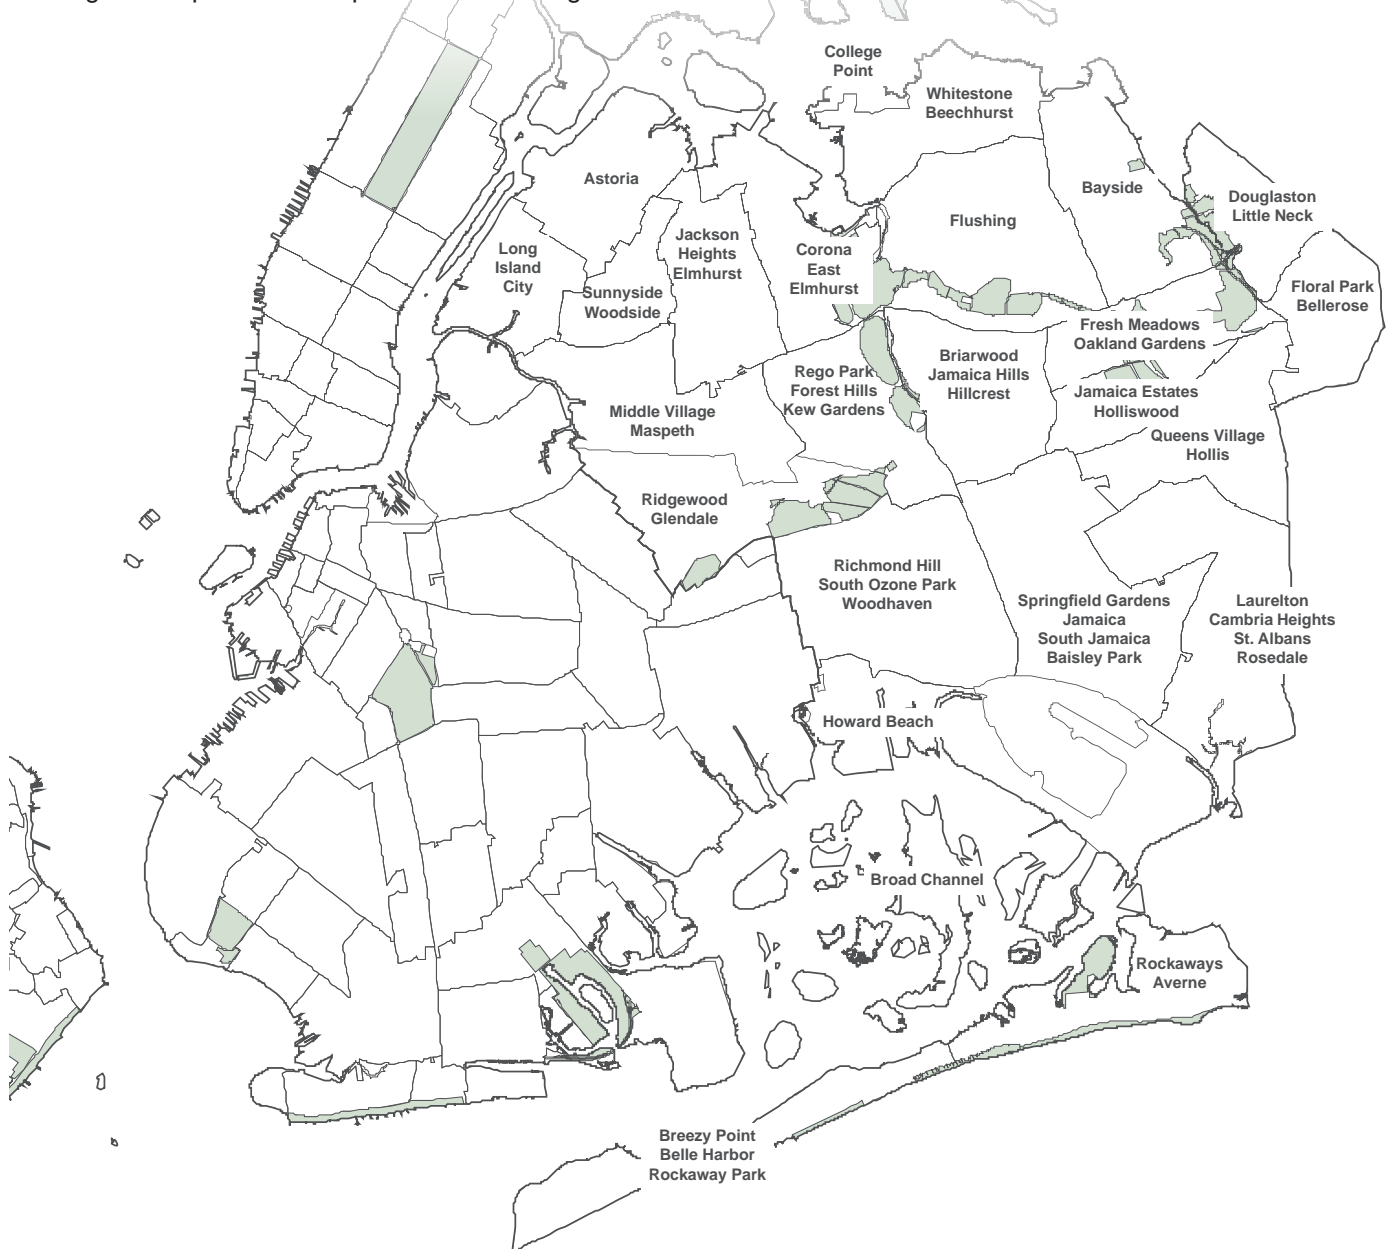 College
Point
Whitestone
Beechhurst
Astoria
Bayside
Douglaston
Little Neck
Flushing
Long
Island
City
Jackson
Heights
Elmhurst
Corona
East
Elmhurst
Sunnyside
Woodside
Floral Park
Bellerose
Fresh Meadows
Oakland Gardens
Briarwood
Jamaica Hills
Hillcrest
Rego Park
Forest Hills
Kew Gardens
Jamaica Estates
Holliswood
Middle Village
Maspeth
Queens Village
Hollis
Ridgewood
Glendale
Richmond Hill
South Ozone Park
Woodhaven
Springfield Gardens
Jamaica
South Jamaica
Baisley Park
Laurelton
Cambria Heights
St. Albans
Rosedale
Howard Beach
Broad Channel
Rockaways
Averne
Breezy Point
Belle Harbor
Rockaway Park